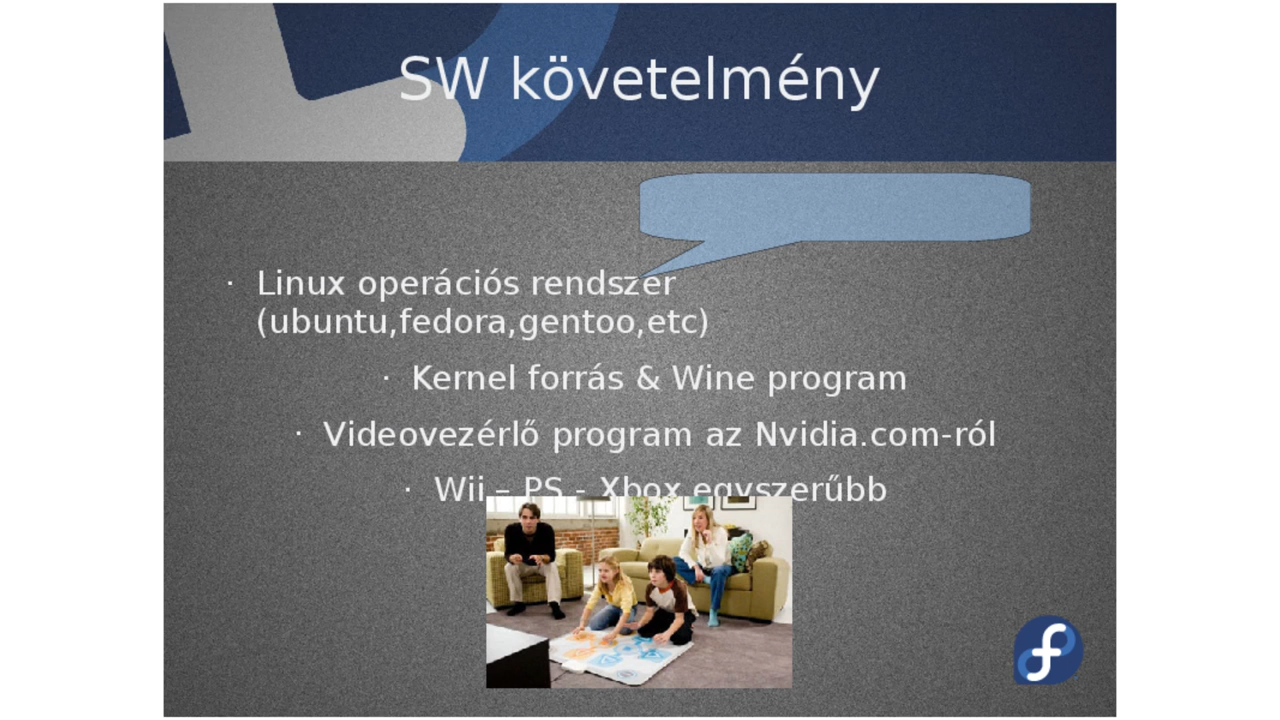 SW követelmény
· Linux operációs rendszer
(ubuntu,fedora,gentoo,etc)
· Kernel forrás & Wine program
· Videovezérlő program az Nvidia.com-ról
· Wii – PS - Xbox egyszerűbb